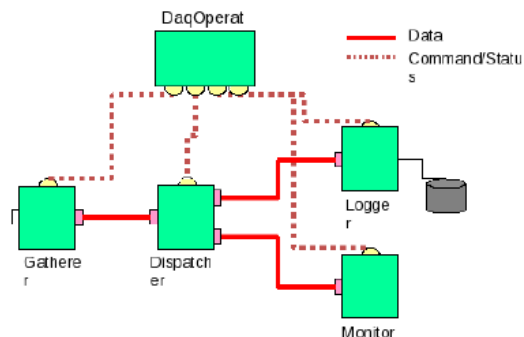 DaqOperat
Data
Command/Statu
s
Logge
r
Gathere
r
Dispatch
er
Monitor